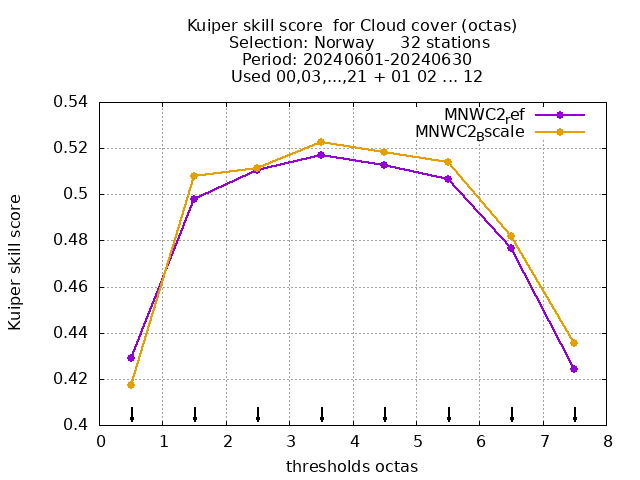 Kuiper skill score  for Cloud cover (octas)
Selection: Norway     32 stations
Period: 20240601-20240630
Used 00,03,...,21 + 01 02 ... 12
MNWC2_ref
MNWC2_Bscale
0.54
0.52
0.5
0.48
0.46
0.44
0.42
0.4
Kuiper skill score
0 1 2 3 4 5 6 7 8
thresholds octas